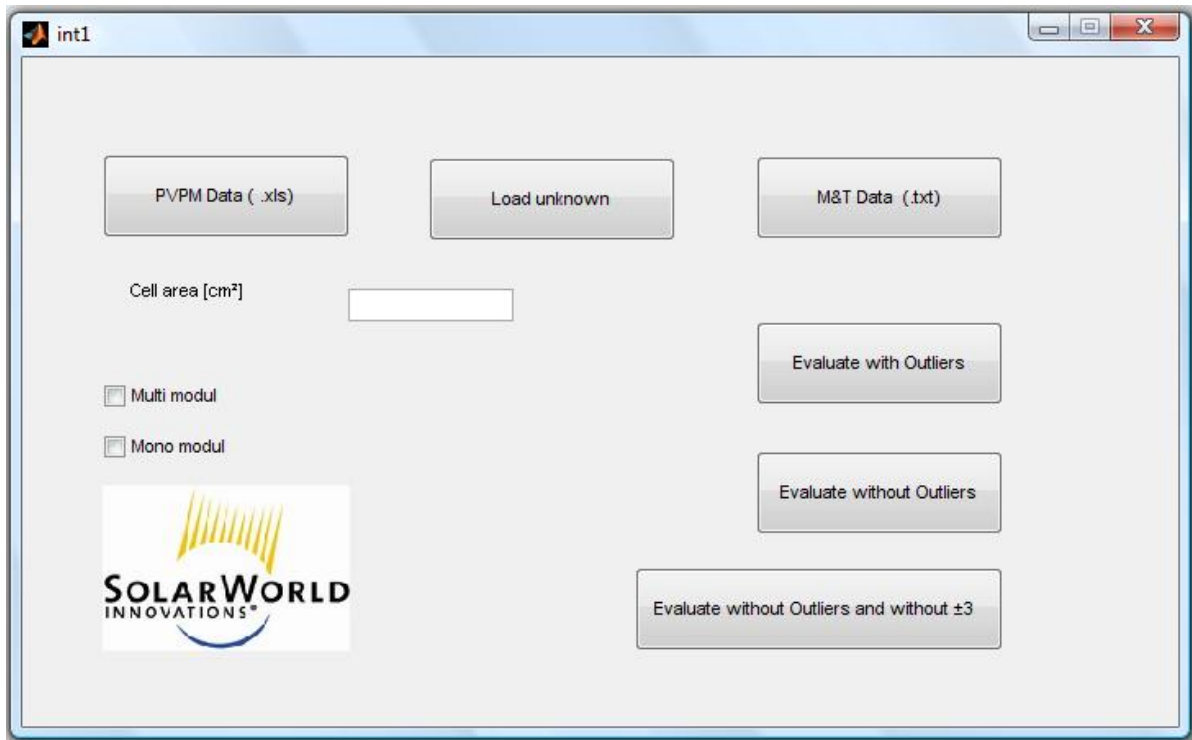 int1
PVPM Data ( .xls)
Load unknown
M&T Data (.txt)
Cell area [cm²]
Evaluate with Outliers
Multi modul
Mono modul
Evaluate without Outliers
SOLARWORLD
INNOVATIONS®
Evaluate without Outliers and without ±3